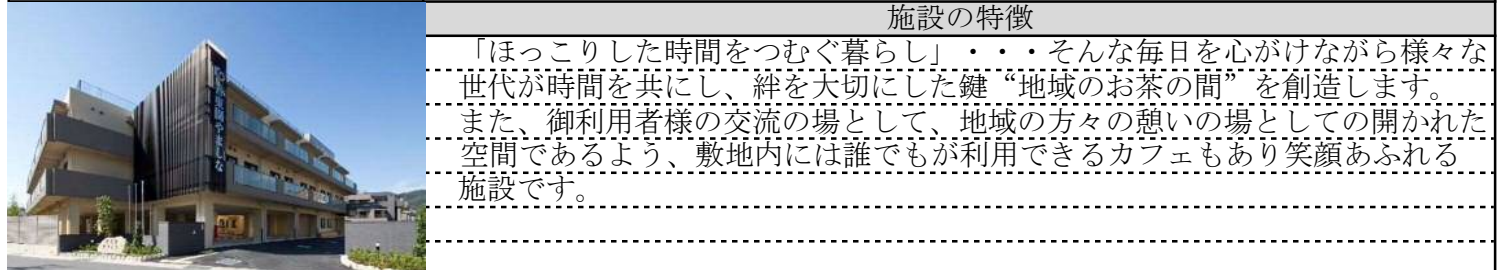 施設の特徴
「ほっこりした時間をつむぐ暮らし」・・・そんな毎日を心がけながら様々な
世代が時間を共にし、絆を大切にした鍵“地域のお茶の間”を創造します。
また、御利用者様の交流の場として、地域の方々の憩いの場としての開かれた
空間であるよう、敷地内には誰でもが利用できるカフェもあり笑顔あふれる
施設です。